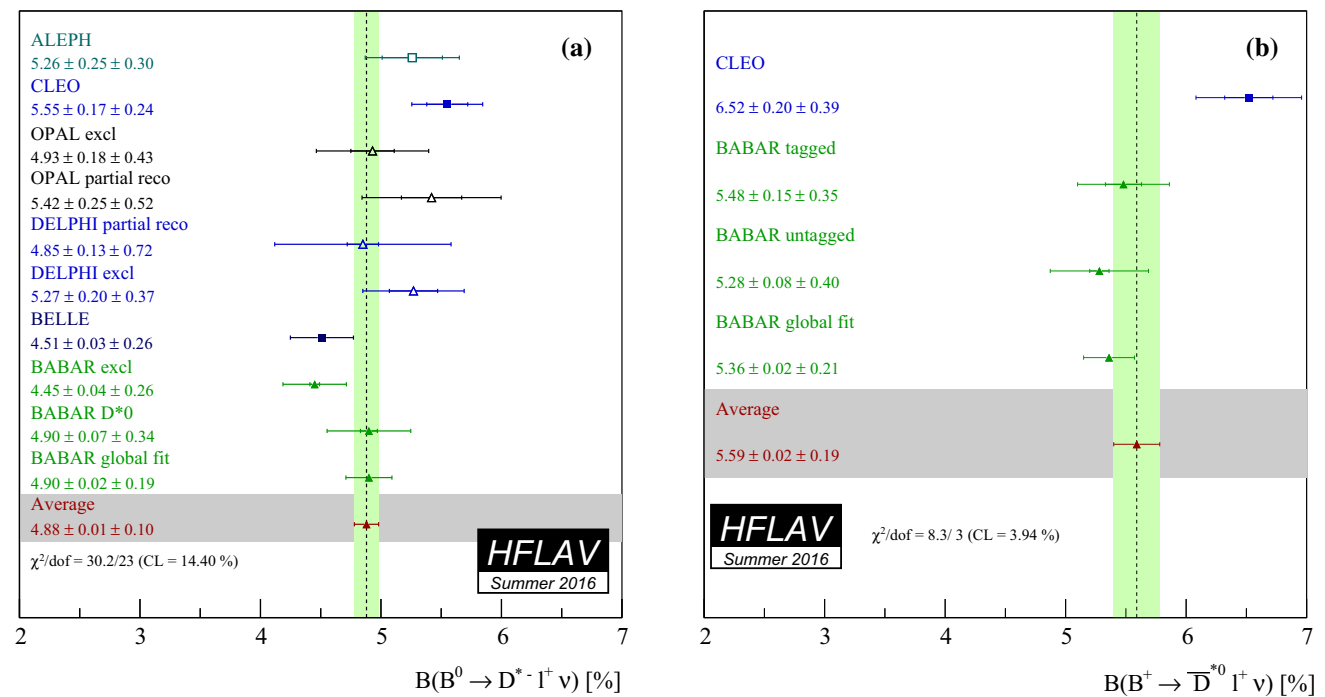 (a)
ALEPH
5.26 ± 0.25 ± 0.30
CLEO
5.55 ± 0.17 ± 0.24
OPAL excl
4.93 ± 0.18 ± 0.43
OPAL partial reco
5.42 ± 0.25 ± 0.52
DELPHI partial reco
4.85 ± 0.13 ± 0.72
DELPHI excl
5.27 ± 0.20 ± 0.37
BELLE
4.51 ± 0.03 ± 0.26
BABAR excl
4.45 ± 0.04 ± 0.26
BABAR D*0
4.90 ± 0.07 ± 0.34
BABAR global fit
4.90 ± 0.02 ± 0.19
Average
4.88 ± 0.01 ± 0.10
χ²/dof = 30.2/23 (CL = 14.40 %)
HFLAV
Summer 2016
2 3 4 5 6 7
B(B⁰ → D*⁻ l⁺ ν) [%]
(b)
CLEO
6.52 ± 0.20 ± 0.39
BABAR tagged
5.48 ± 0.15 ± 0.35
BABAR untagged
5.28 ± 0.08 ± 0.40
BABAR global fit
5.36 ± 0.02 ± 0.21
Average
5.59 ± 0.02 ± 0.19
HFLAV
Summer 2016
χ²/dof = 8.3/ 3 (CL = 3.94 %)
2 3 4 5 6 7
B(B⁺ → D̅*⁰ l⁺ ν) [%]